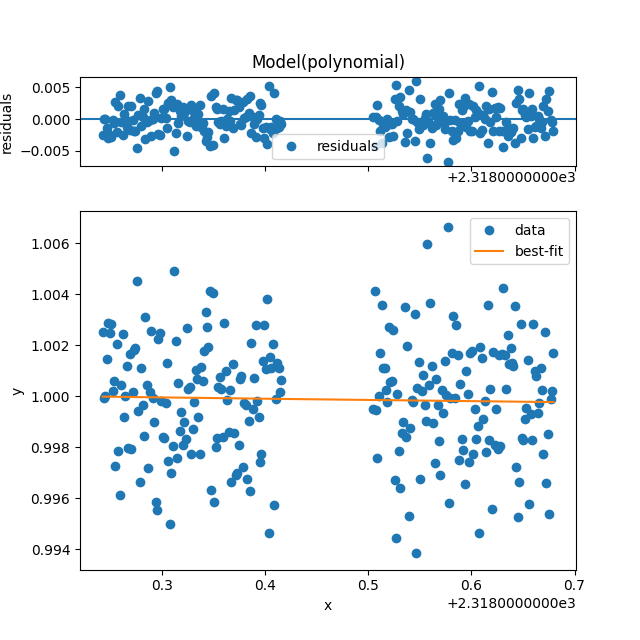 Model(polynomial)
0.005
0.000
−0.005
residuals
residuals
+2.3180000000e3
1.006
1.004
1.002
1.000
0.998
0.996
0.994
y
data
best-fit
0.3 0.4 0.5 0.6 0.7
x
+2.3180000000e3